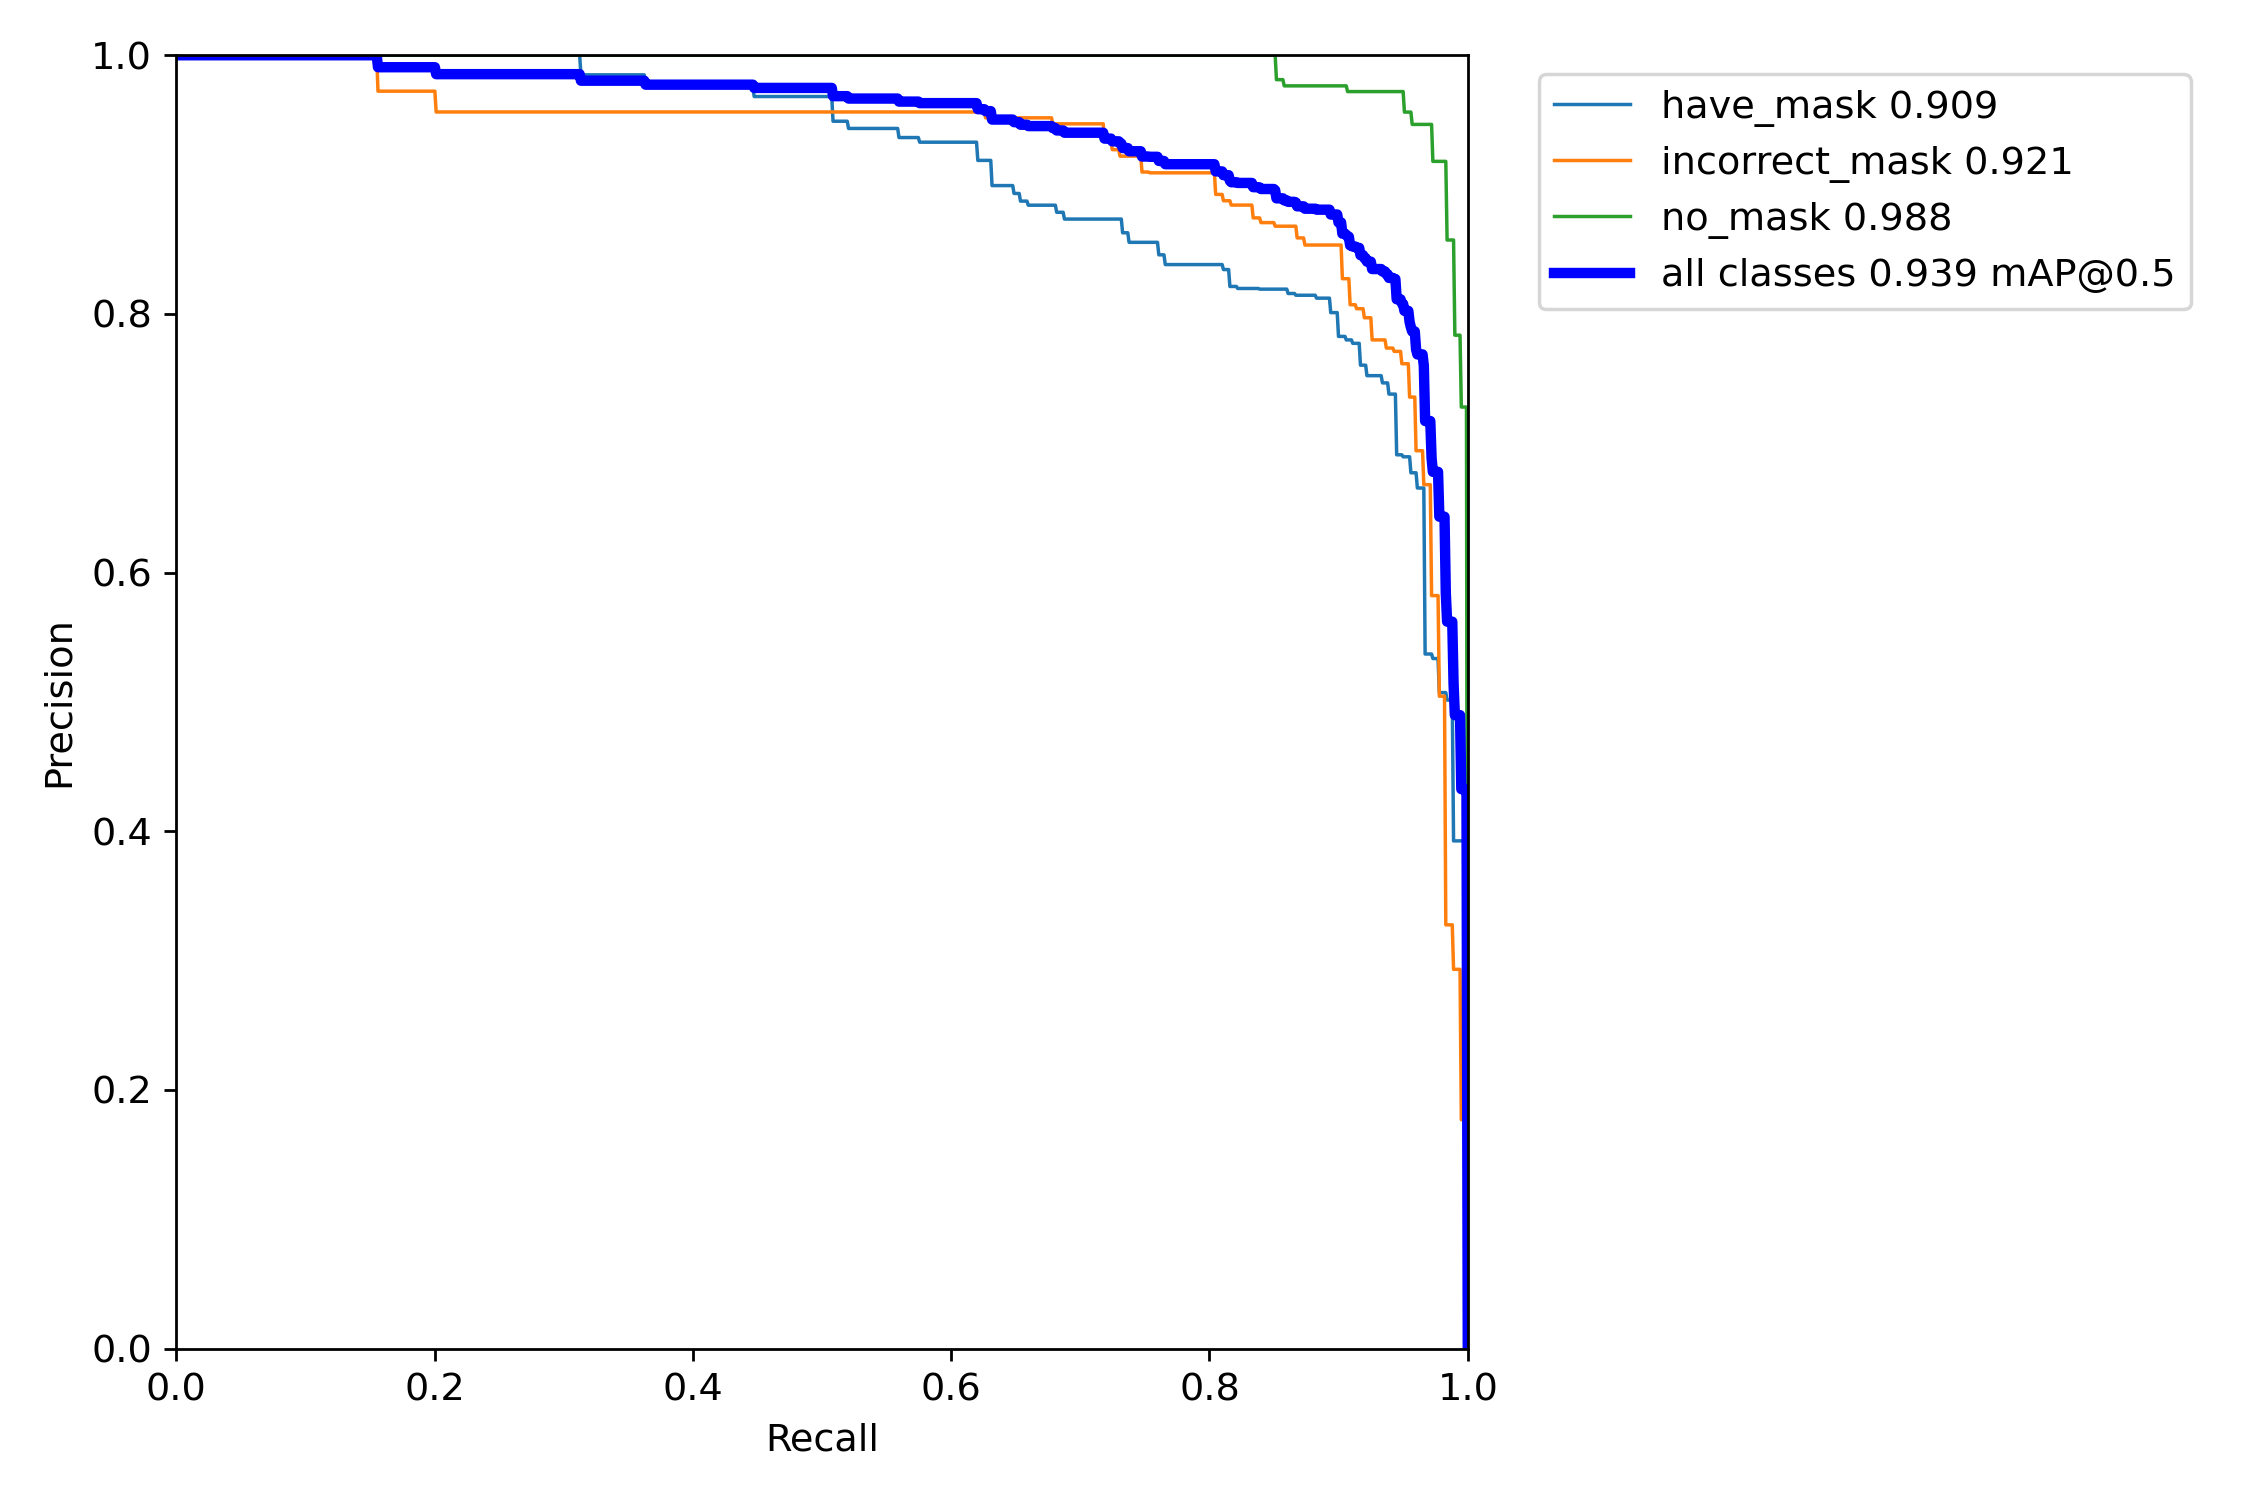 1.0
0.8
0.6
0.4
0.2
0.0
Precision
0.0 0.2 0.4 0.6 0.8 1.0
Recall
have_mask 0.909
incorrect_mask 0.921
no_mask 0.988
all classes 0.939 mAP@0.5